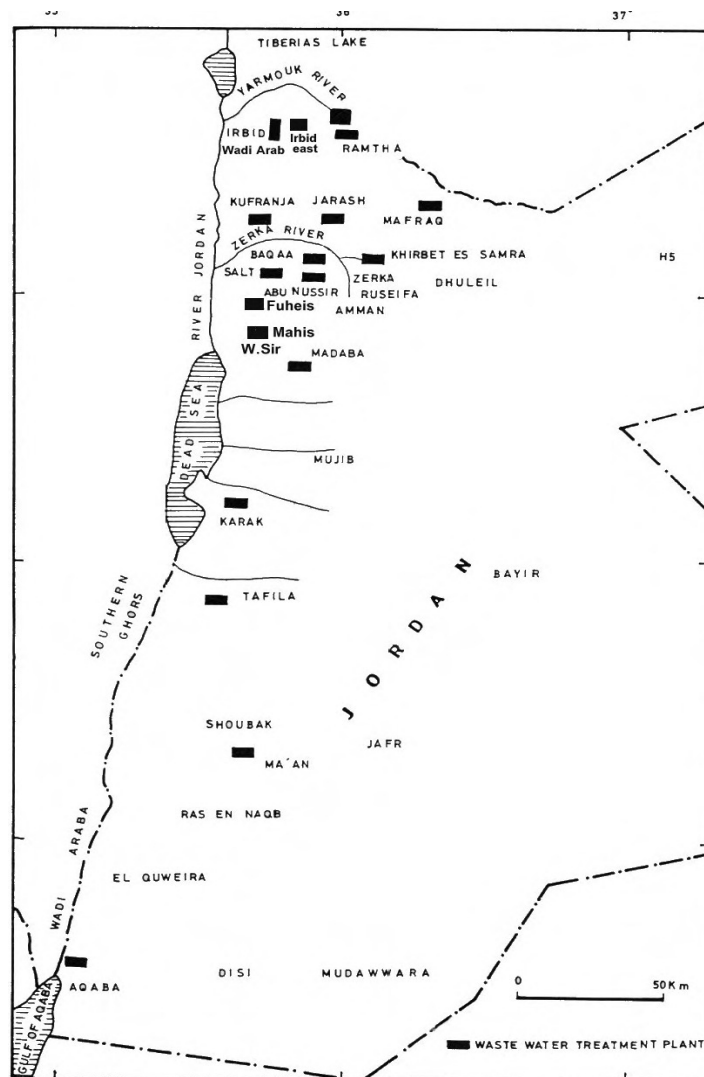 35 36 37
TIBERIAS LAKE
YARMOUK RIVER
IRBID
Wadi Arab
Irbid
east
RAMTHA
KUFRANJA
JARASH
MAFRAQ
ZERKA RIVER
BAQAA
KHIRBET ES SAMRA
H5
SALT
ZERKA
DHULEIL
ABU NUSSIR
RUSEIFA
Fuheis
AMMAN
RIVER JORDAN
Mahis
W.Sir
MADABA
DEAD SEA
MUJIB
KARAK
BAYIR
TAFILA
SOUTHERN
GHORS
JORDAN
SHOUBAK
JAFR
MA'AN
RAS EN NAQB
EL QUWEIRA
WADI ARABA
DISI
MUDAWWARA
AQABA
GULF OF AQABA
0 50Km
WASTE WATER TREATMENT PLANT